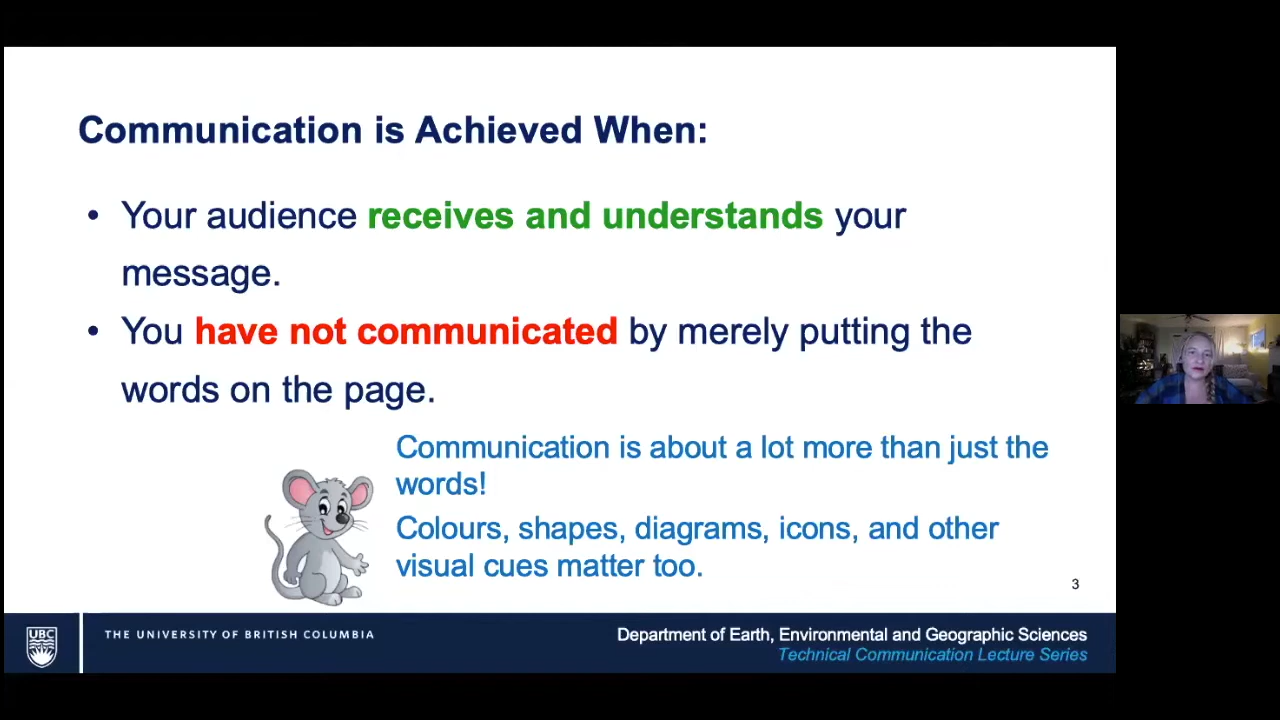 Communication is Achieved When:
• Your audience receives and understands your
message.
• You have not communicated by merely putting the
words on the page.
Communication is about a lot more than just the
words!
Colours, shapes, diagrams, icons, and other
visual cues matter too.
3
UBC
THE UNIVERSITY OF BRITISH COLUMBIA
Department of Earth, Environmental and Geographic Sciences
Technical Communication Lecture Series